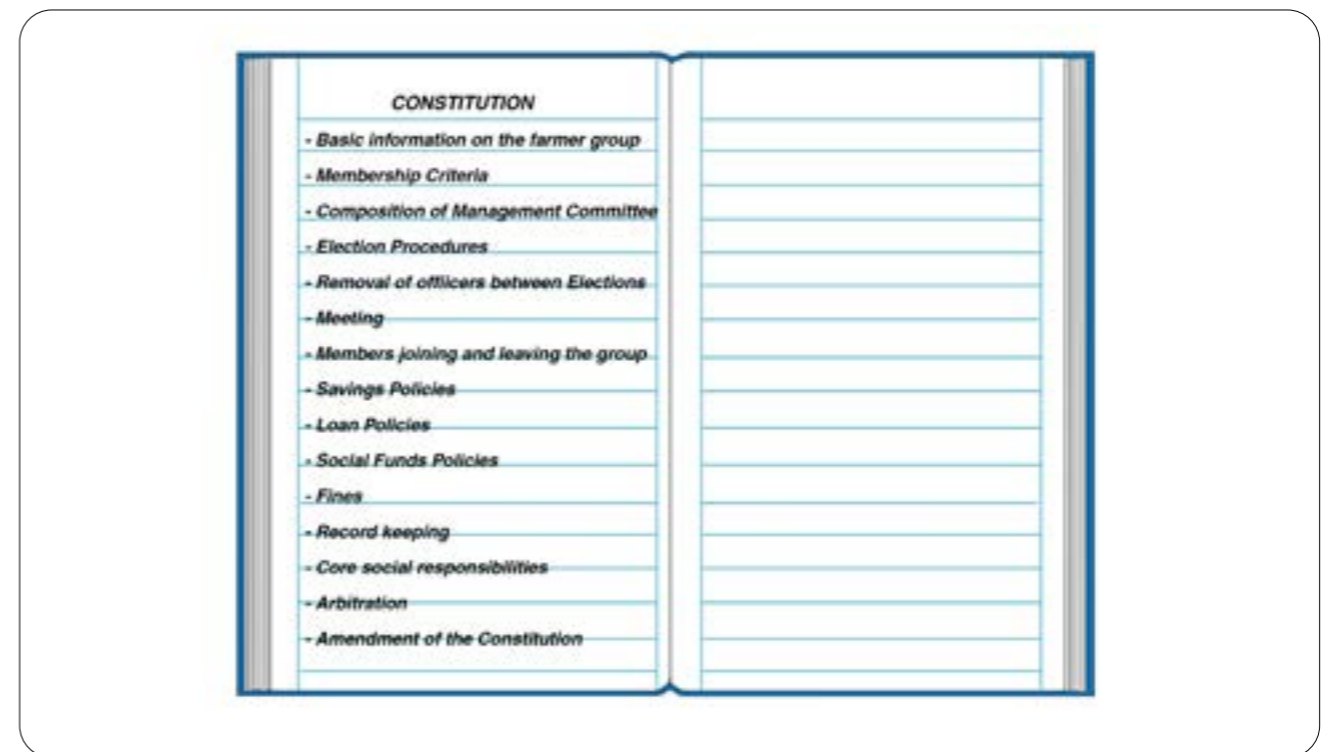 CONSTITUTION
- Basic information on the farmer group
- Membership Criteria
- Composition of Management Committee
- Election Procedures
- Removal of offiicers between Elections
- Meeting
- Members joining and leaving the group
- Savings Policies
- Loan Policies
- Social Funds Policies
- Fines
- Record keeping
- Core social responsibilities
- Arbitration
- Amendment of the Constitution